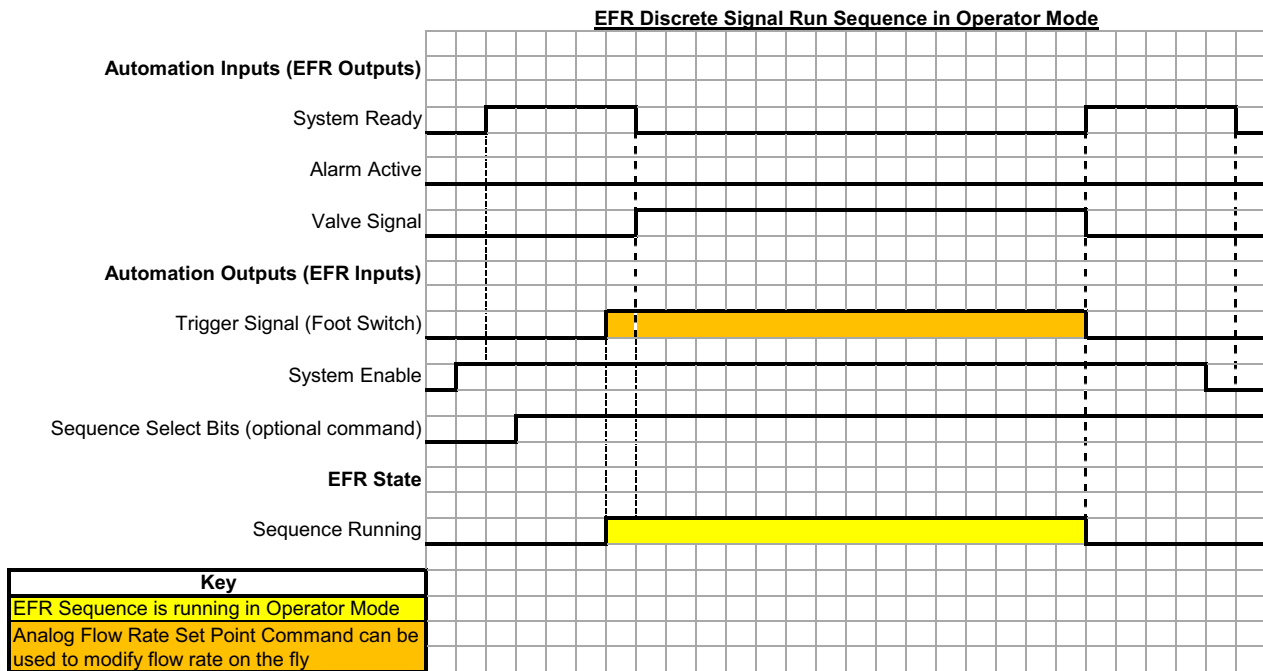 EFR Discrete Signal Run Sequence in Operator Mode
Automation Inputs (EFR Outputs)
System Ready
Alarm Active
Valve Signal
Automation Outputs (EFR Inputs)
Trigger Signal (Foot Switch)
System Enable
Sequence Select Bits (optional command)
EFR State
Sequence Running
Key
EFR Sequence is running in Operator Mode
Analog Flow Rate Set Point Command can be
used to modify flow rate on the fly